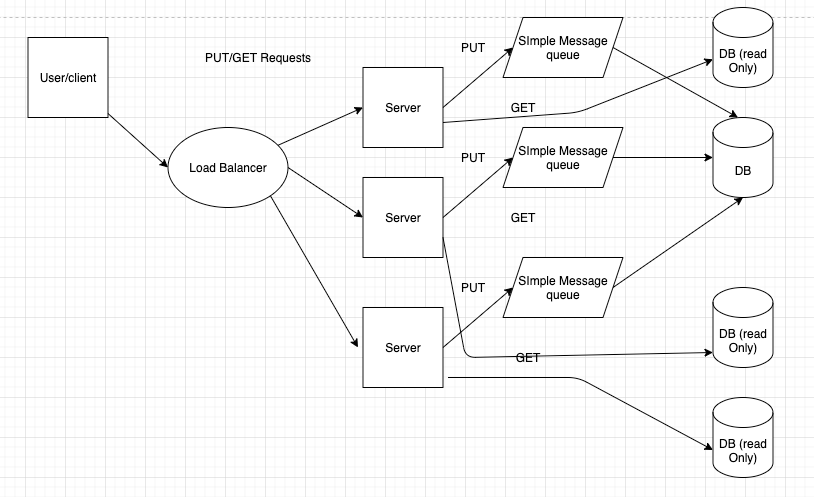 User/client
PUT/GET Requests
Load Balancer
Server
PUT
SImple Message
queue
GET
DB (read
Only)
Server
PUT
SImple Message
queue
GET
DB
Server
PUT
SImple Message
queue
GET
DB (read
Only)
DB (read
Only)